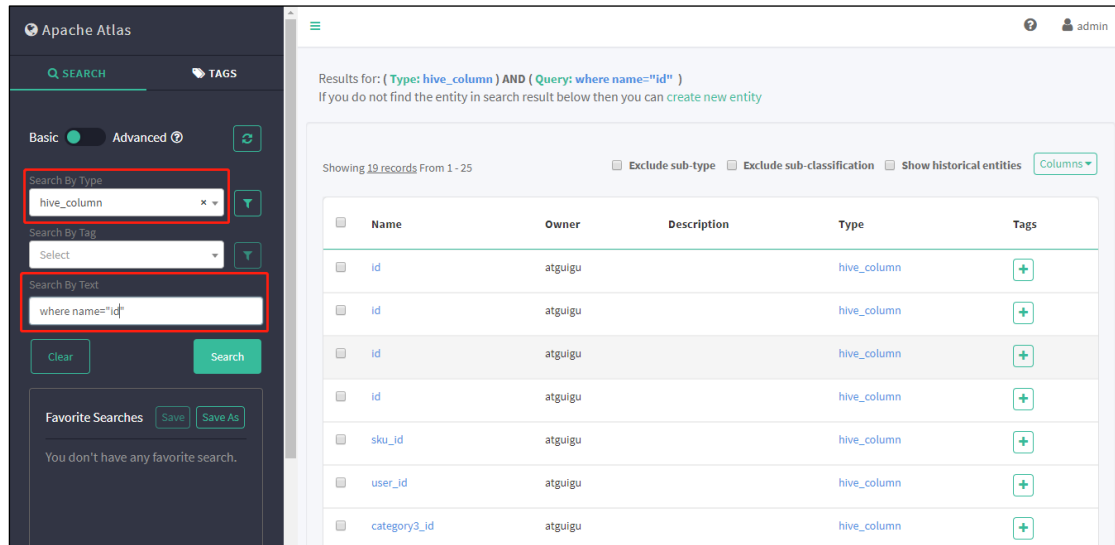 Apache Atlas
admin
SEARCH TAGS
Results for: ( Type: hive_column ) AND ( Query: where name="id" )
If you do not find the entity in search result below then you can create new entity
Basic Advanced
Showing 19 records From 1 - 25 Exclude sub-type Exclude sub-classification Show historical entities Columns
Search By Type
hive_column ×
Search By Tag
Select
Search By Text
where name="id"
Clear Search
Favorite Searches Save Save As
You don't have any favorite search.
Name Owner Description Type Tags
id atguigu hive_column
id atguigu hive_column
id atguigu hive_column
id atguigu hive_column
sku_id atguigu hive_column
user_id atguigu hive_column
category3_id atguigu hive_column